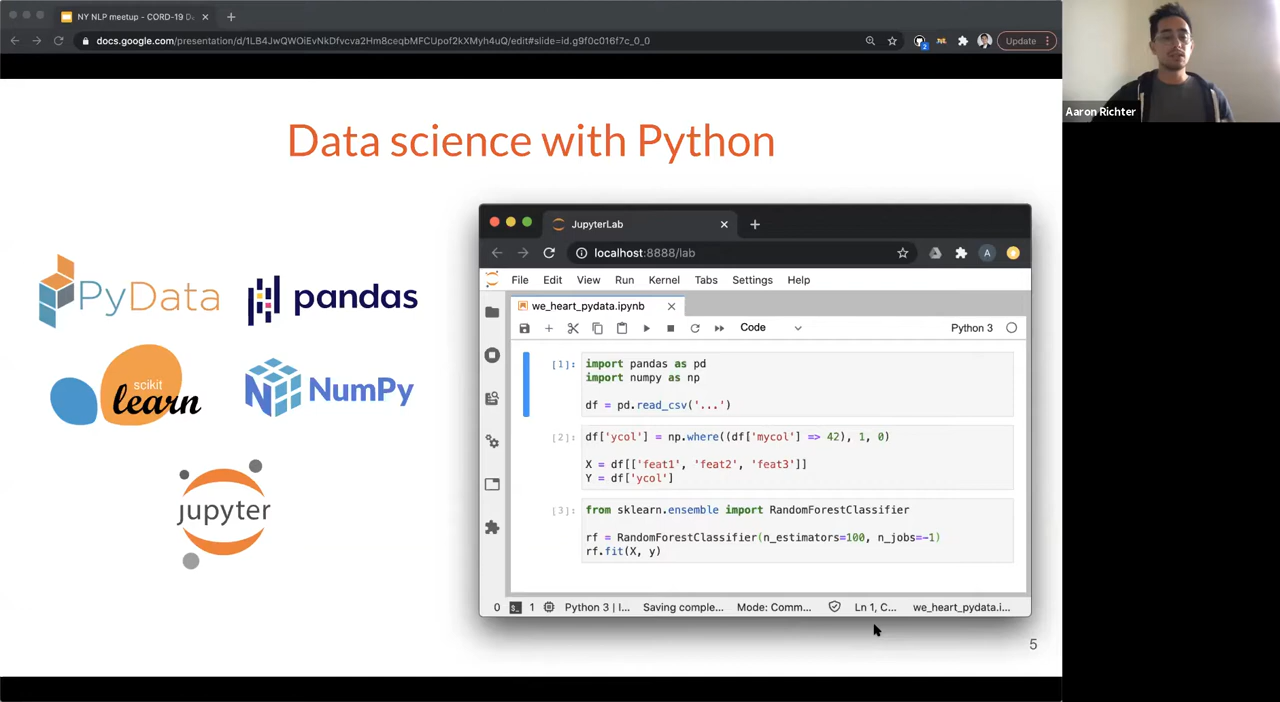 NY NLP meetup - CORD-19 D
docs.google.com/presentation/d/1LB4JwQWOiEvNkDfvcva2Hm8ceqbMFCUpof2kXMyh4uQ/edit#slide=id.g9f0c016f7c_0_0
2
Update
Aaron Richter
Data science with Python
PyData
pandas
scikit
learn
NumPy
jupyter
JupyterLab
localhost:8888/lab
A
File Edit View Run Kernel Tabs Settings Help
we_heart_pydata.ipynb
Code
Python 3
[1]: import pandas as pd
import numpy as np
df = pd.read_csv('...')
[2]: df['ycol'] = np.where((df['mycol'] => 42), 1, 0)
X = df[['feat1', 'feat2', 'feat3']]
Y = df['ycol']
[3]: from sklearn.ensemble import RandomForestClassifier
rf = RandomForestClassifier(n_estimators=100, n_jobs=-1)
rf.fit(X, y)
0 1 Python 3 | I... Saving comple... Mode: Comm... Ln 1, C... we_heart_pydata.i...
5